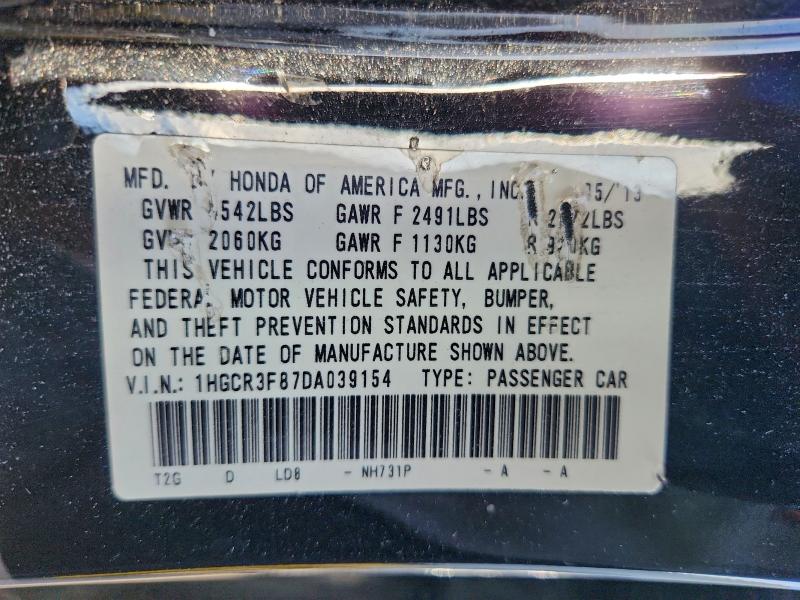 MFD. HONDA OF AMERICA MFG., INC.
GVWR 4542LBS GAWR F 2491LBS
2060KG GAWR F 1130KG
THIS VEHICLE CONFORMS TO ALL APPLICABLE
FEDERAL MOTOR VEHICLE SAFETY, BUMPER,
AND THEFT PREVENTION STANDARDS IN EFFECT
ON THE DATE OF MANUFACTURE SHOWN ABOVE.
V.I.N.: 1HGCR3F87DA039154 TYPE: PASSENGER CAR
T2G D LD8 - NH731P - A - A